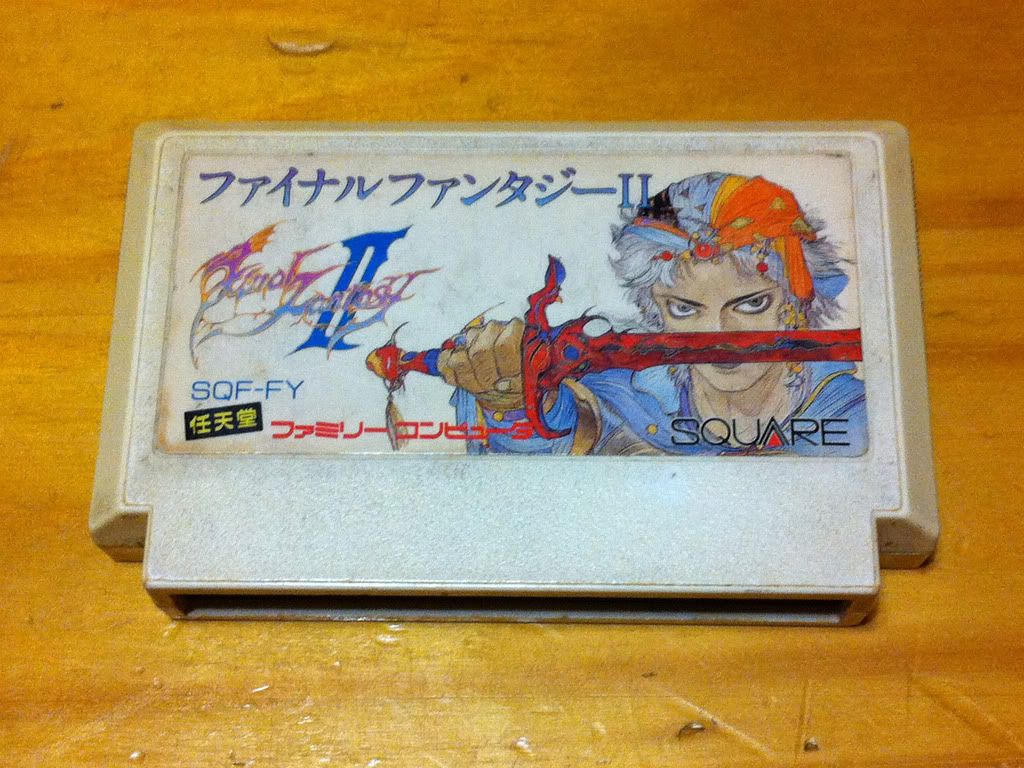 ファイナルファンタジーII
Final Fantasy II
SQF-FY
任天堂 ファミリーコンピュータ
SQUARE